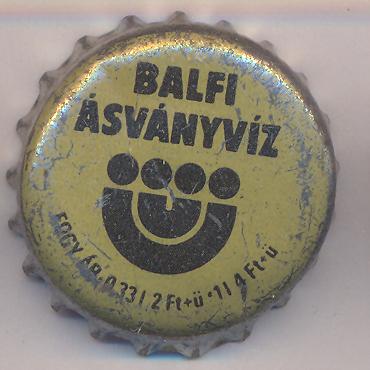 BALFI
ÁSVÁNYVÍZ
FOGY. ÁR: 0,33 l 2 Ft+ü • 1 l 4 Ft+ü